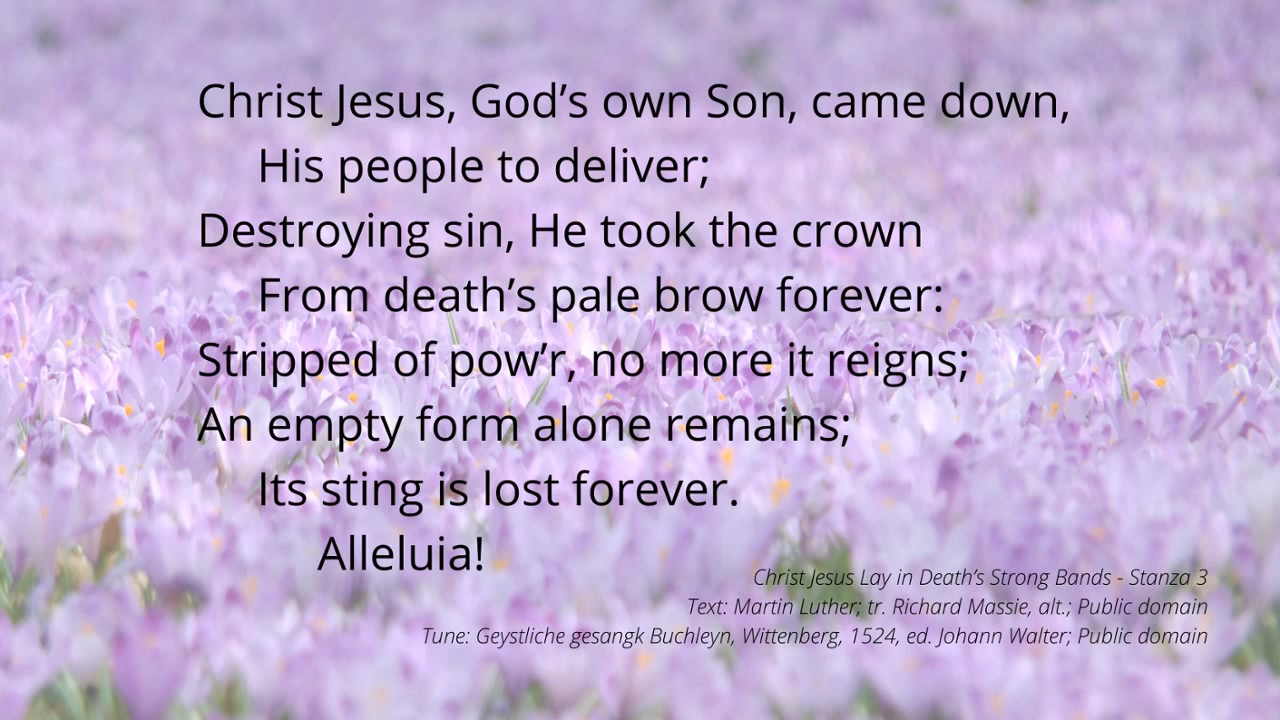 Christ Jesus, God’s own Son, came down,
His people to deliver;
Destroying sin, He took the crown
From death’s pale brow forever:
Stripped of pow’r, no more it reigns;
An empty form alone remains;
Its sting is lost forever.
Alleluia!
Christ Jesus Lay in Death’s Strong Bands - Stanza 3
Text: Martin Luther; tr. Richard Massie, alt.; Public domain
Tune: Geystliche gesangk Buchleyn, Wittenberg, 1524, ed. Johann Walter; Public domain